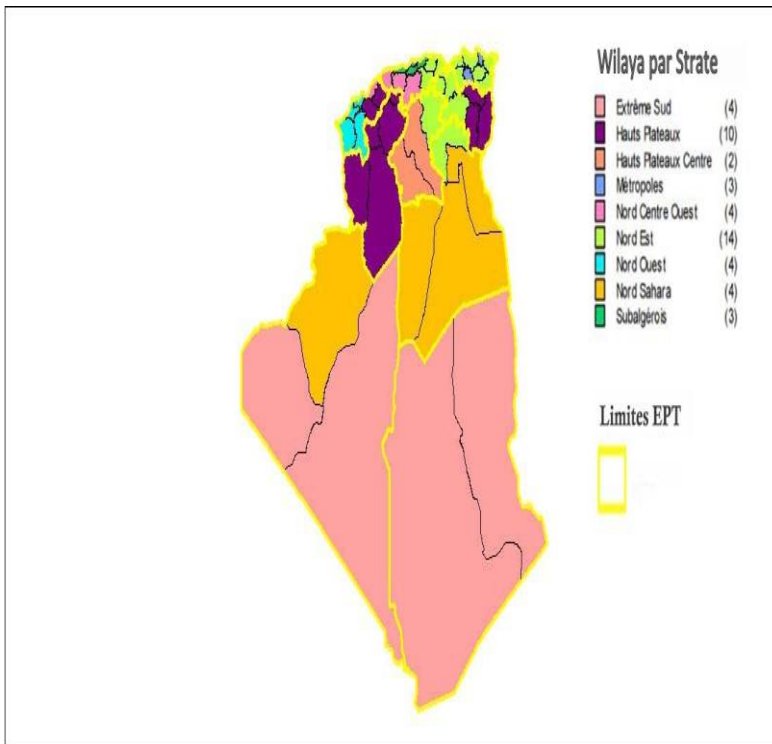 Wilaya par Strate
Extrême Sud (4)
Hauts Plateaux (10)
Hauts Plateaux Centre (2)
Métropoles (3)
Nord Centre Ouest (4)
Nord Est (14)
Nord Ouest (4)
Nord Sahara (4)
Subalgérois (3)
Limites EPT